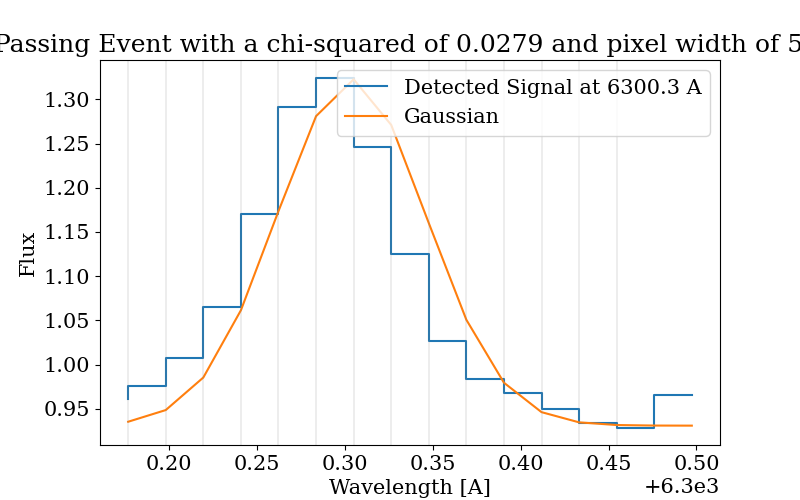 Passing Event with a chi-squared of 0.0279 and pixel width of 5
Detected Signal at 6300.3 A
Gaussian
Flux
1.30
1.25
1.20
1.15
1.10
1.05
1.00
0.95
0.20 0.25 0.30 0.35 0.40 0.45 0.50
+6.3e3
Wavelength [A]